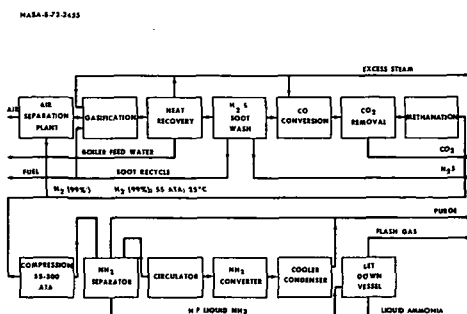 NASA-S-73-2655
EXCESS STEAM
AIR
AIR SEPARATION PLANT
GASIFICATION
HEAT RECOVERY
H2S SOOT WASH
CO CONVERSION
CO2 REMOVAL
METHANATION
BOILER FEED WATER
CO2
FUEL
SOOT RECYCLE
H2S
N2 (99%)
H2 (99%); 55 ATA; 25°C
PURGE
FLASH GAS
COMPRESSION 55-300 ATA
NH3 SEPARATOR
CIRCULATOR
NH3 CONVERTER
COOLER CONDENSER
LET DOWN VESSEL
H P LIQUID NH3
LIQUID AMMONIA